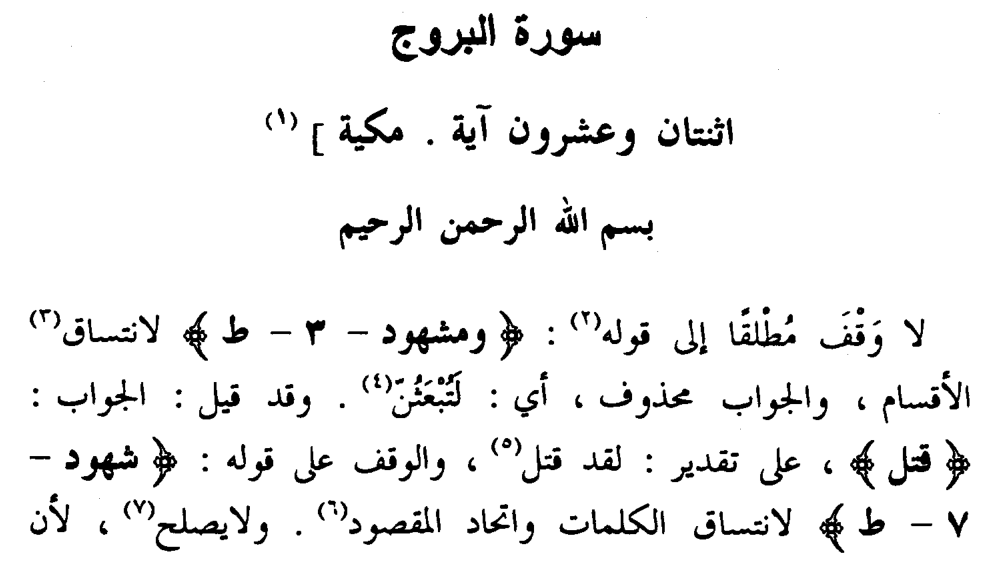 سورة البروج
اثنتان وعشرون آية . مكية ] (١)
بسم الله الرحمن الرحيم
لا وَقْفَ مُطْلقًا إلى قوله(٢) : ﴿ ومشهود – ٣ – ط ﴾ لانتساق(٣)
الأقسام ، والجواب محذوف ، أي : لَتُبْعَثُنّ(٤) . وقد قيل : الجواب :
﴿ قتل ﴾ ، على تقدير : لقد قتل(٥) ، والوقف على قوله : ﴿ شهود –
٧ – ط ﴾ لانتساق الكلمات واتحاد المقصود(٦) . ولايصلح(٧) ، لأن